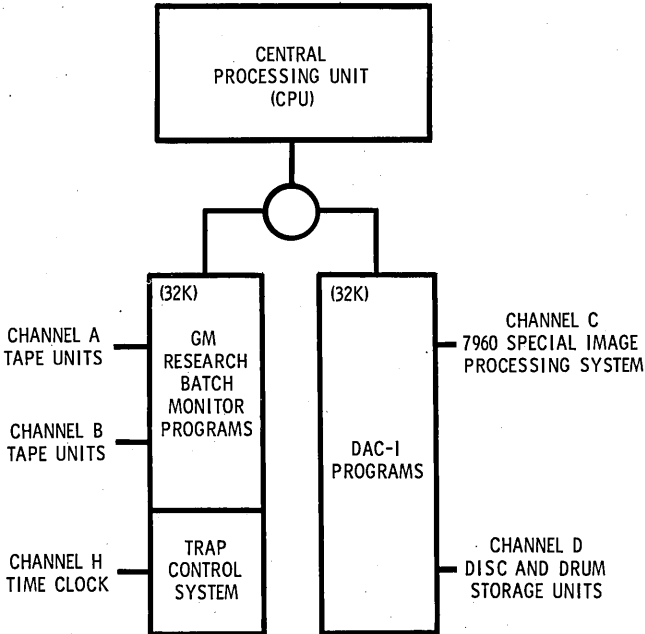 CENTRAL
PROCESSING UNIT
(CPU)
(32K)
GM
RESEARCH
BATCH
MONITOR
PROGRAMS
TRAP
CONTROL
SYSTEM
CHANNEL A
TAPE UNITS
CHANNEL B
TAPE UNITS
CHANNEL H
TIME CLOCK
(32K)
DAC-I
PROGRAMS
CHANNEL C
7960 SPECIAL IMAGE
PROCESSING SYSTEM
CHANNEL D
DISC AND DRUM
STORAGE UNITS